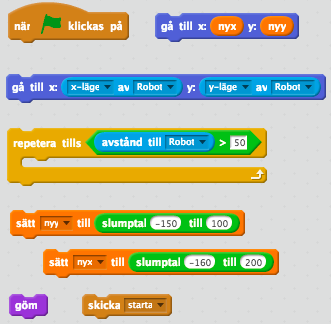 när klickas på
gå till x: nyx y: nyy
gå till x: x-läge av Robot y: y-läge av Robot
repetera tills avstånd till Robot > 50
sätt nyy till slumptal -150 till 100
sätt nyx till slumptal -160 till 200
göm
skicka starta